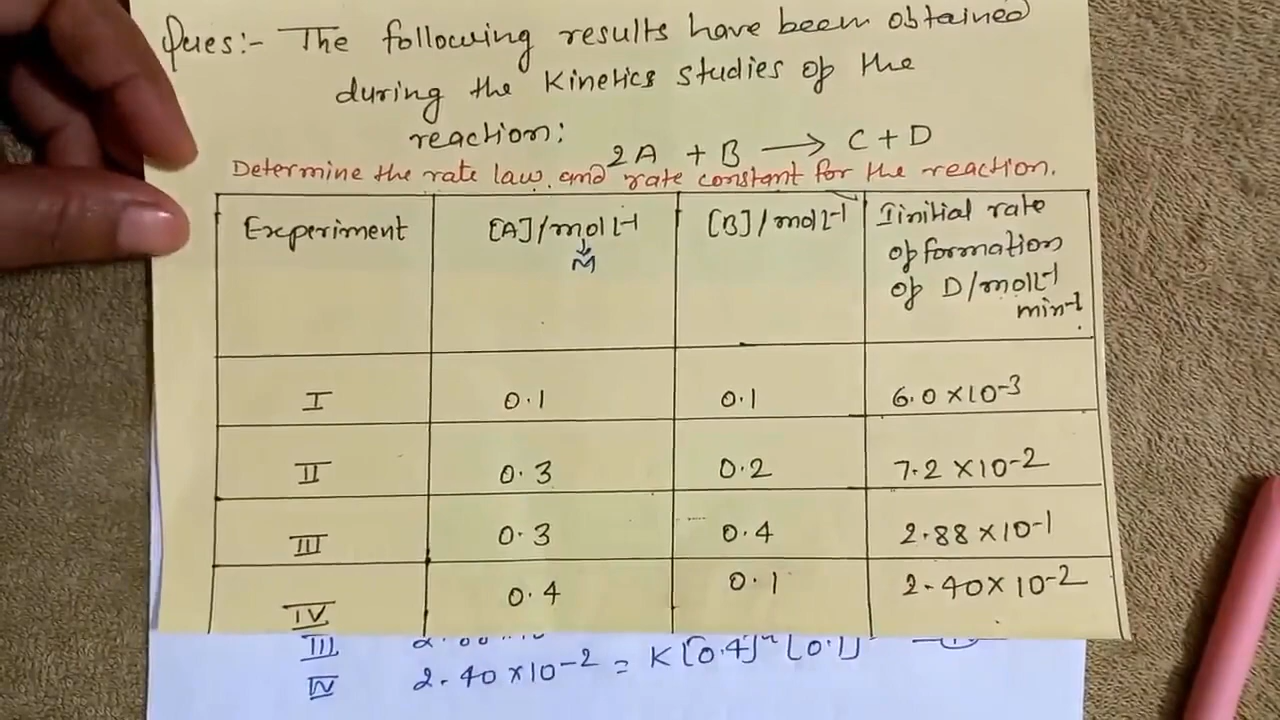 Ques:- The following results have been obtained
during the Kinetics studies of the
reaction:
2A + B ⟶ C + D
Determine the rate law and rate constant for the reaction.
Experiment [A]/mol L⁻¹ [B]/mol L⁻¹ Iinitial rate
of formation
of D/mol L⁻¹
min⁻¹
↓
M
I 0.1 0.1 6.0 × 10⁻³
II 0.3 0.2 7.2 × 10⁻²
III 0.3 0.4 2.88 × 10⁻¹
IV 0.4 0.1 2.40 × 10⁻²
III
IV 2.40 × 10⁻² = K [0.4] [0.1]